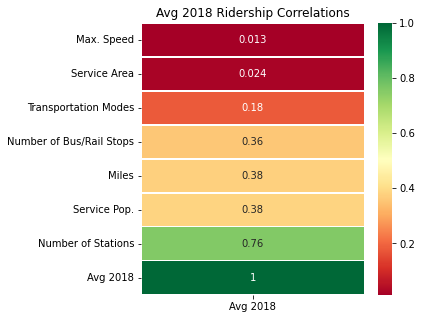 Avg 2018 Ridership Correlations
Max. Speed
0.013
Service Area
0.024
Transportation Modes
0.18
Number of Bus/Rail Stops
0.36
Miles
0.38
Service Pop.
0.38
Number of Stations
0.76
Avg 2018
1
Avg 2018
1.0
0.8
0.6
0.4
0.2